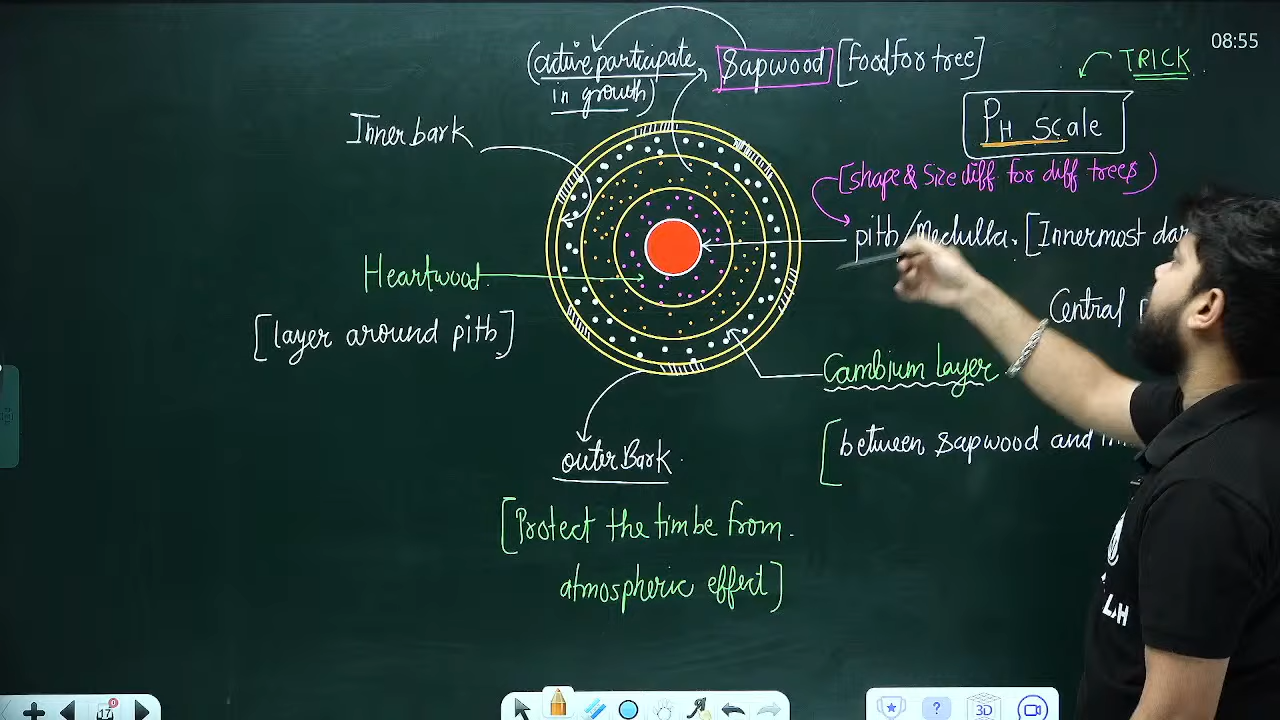 08:55
TRICK
(active participate
in growth)
Sapwood [Food for tree]
PH Scale
Inner bark
[shape & Size diff for diff trees)
pith/Medulla. [Innermost
Central
Heartwood
[layer around pith]
Cambium layer
[between sapwood and
outer Bark.
[Protect the timbe from.
atmospheric effect]
17
3D